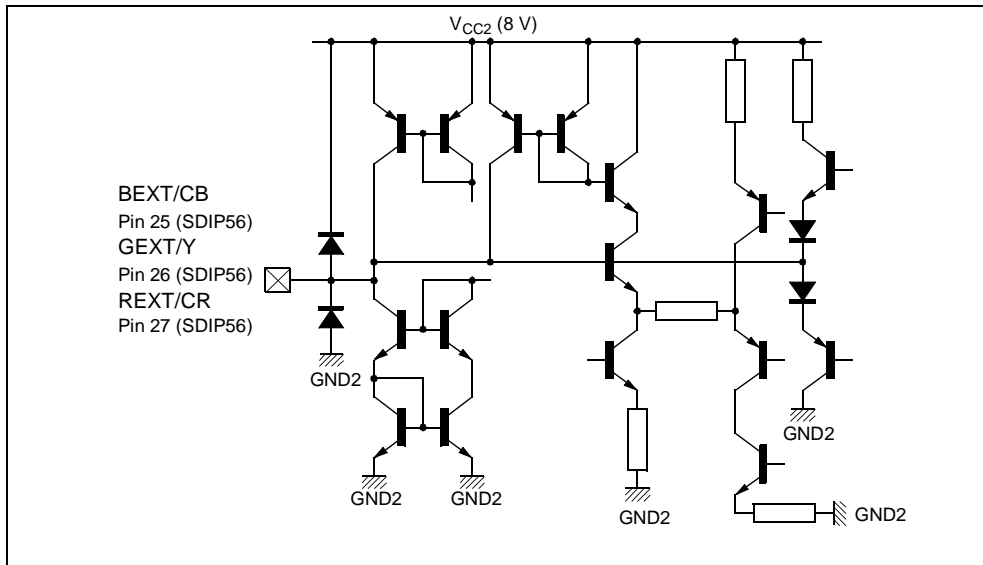 VCC2 (8 V)
BEXT/CB
Pin 25 (SDIP56)
GEXT/Y
Pin 26 (SDIP56)
REXT/CR
Pin 27 (SDIP56)
GND2
GND2
GND2
GND2
GND2
GND2